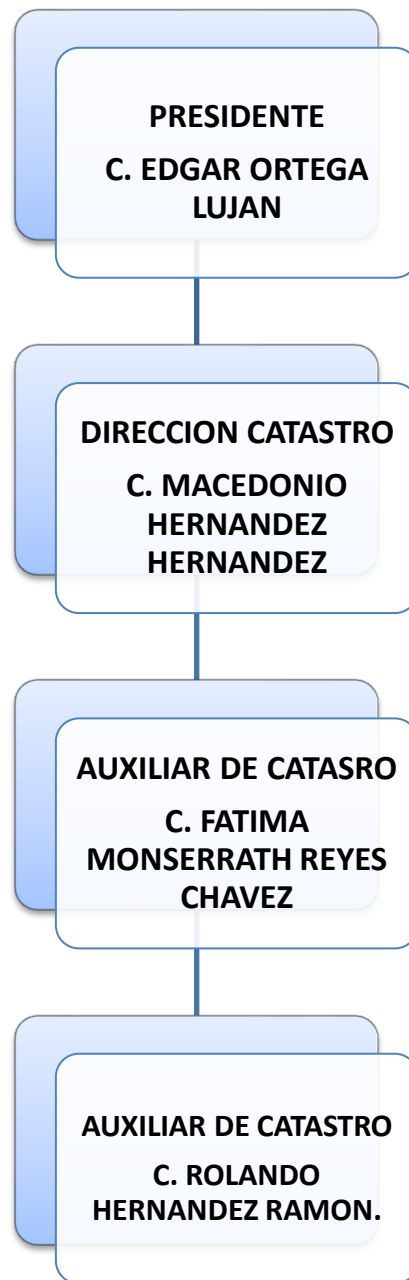 PRESIDENTE
C. EDGAR ORTEGA
LUJAN
DIRECCION CATASTRO
C. MACEDONIO
HERNANDEZ
HERNANDEZ
AUXILIAR DE CATASRO
C. FATIMA
MONSERRATH REYES
CHAVEZ
AUXILIAR DE CATASTRO
C. ROLANDO
HERNANDEZ RAMON.